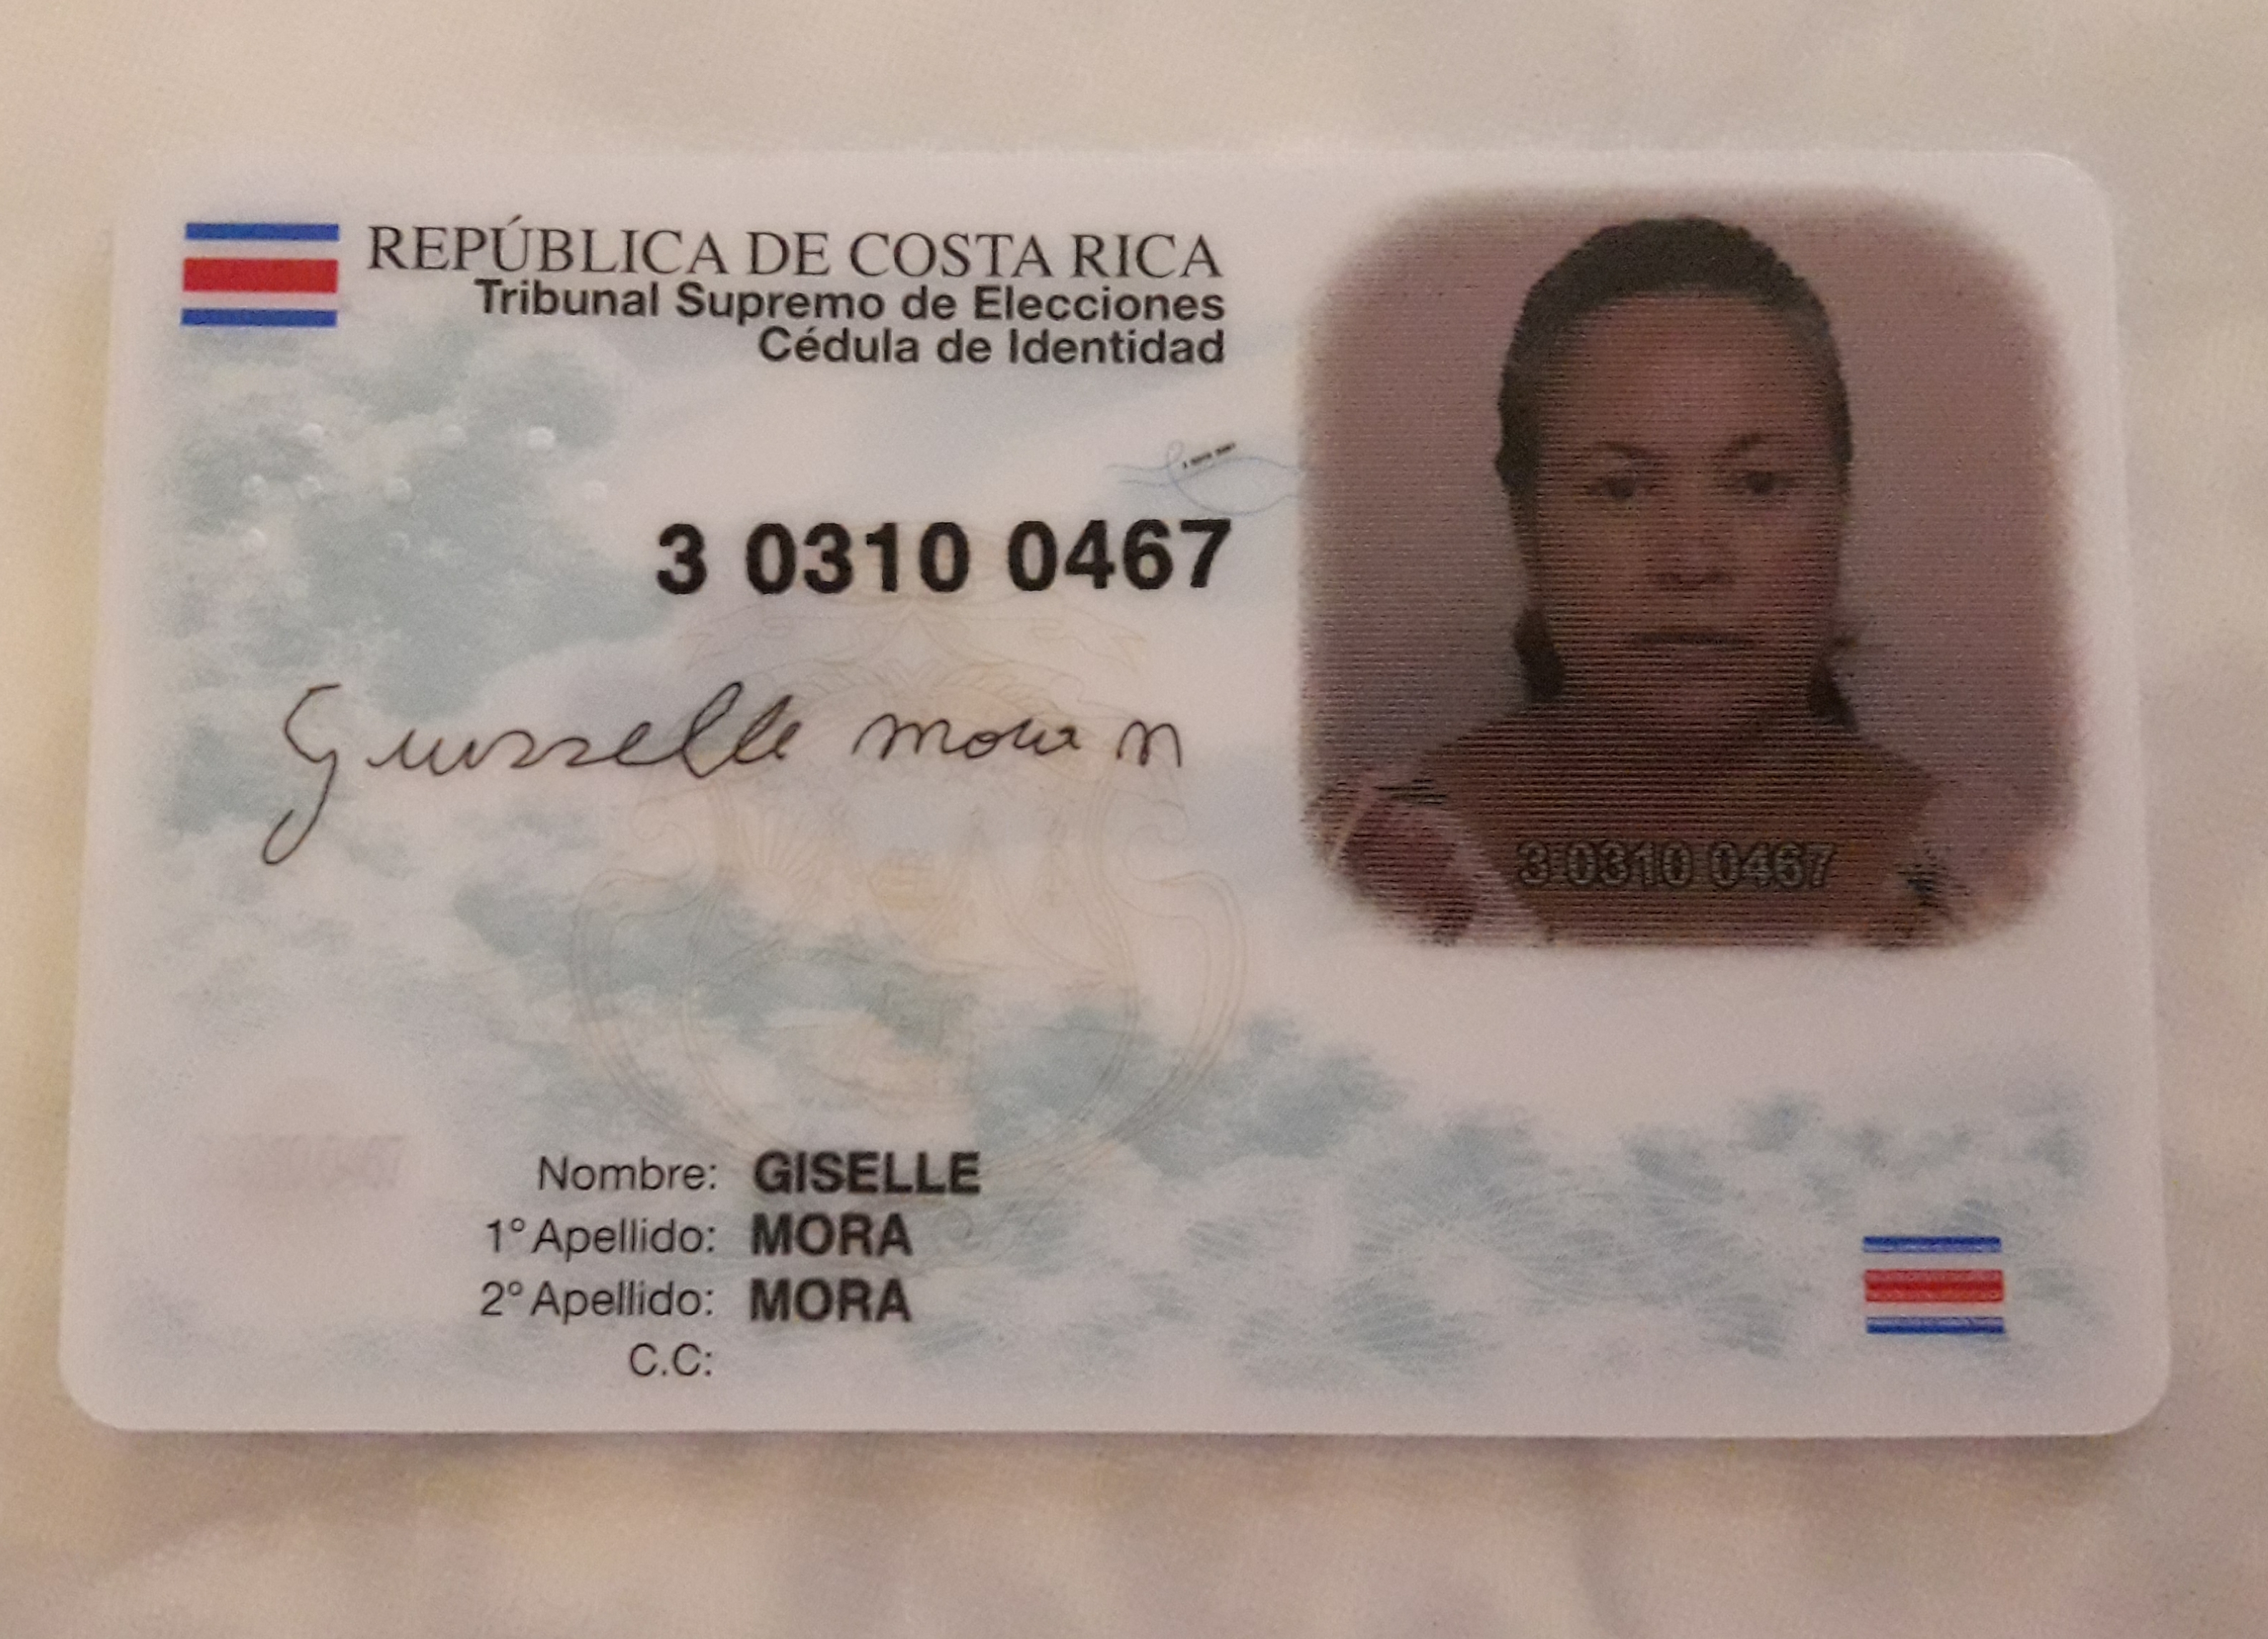 REPÚBLICA DE COSTA RICA
Tribunal Supremo de Elecciones
Cédula de Identidad
3 0310 0467
mora
3 0310 0467
Nombre: GISELLE
1° Apellido: MORA
2° Apellido: MORA
C.C: